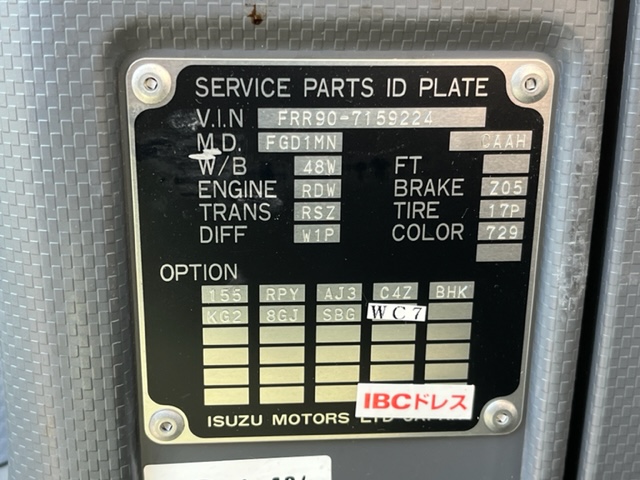 SERVICE PARTS ID PLATE
V.I.N FRR90-7159224
M.D. FGD1MN CAAH
W/B 48W FT
ENGINE RDW BRAKE Z05
TRANS RSZ TIRE 17P
DIFF W1P COLOR 729
OPTION
155 RPY AJ3 C4Z BHK
KG2 8GJ SBG WC7
IBCドレス
ISUZU MOTORS LTD